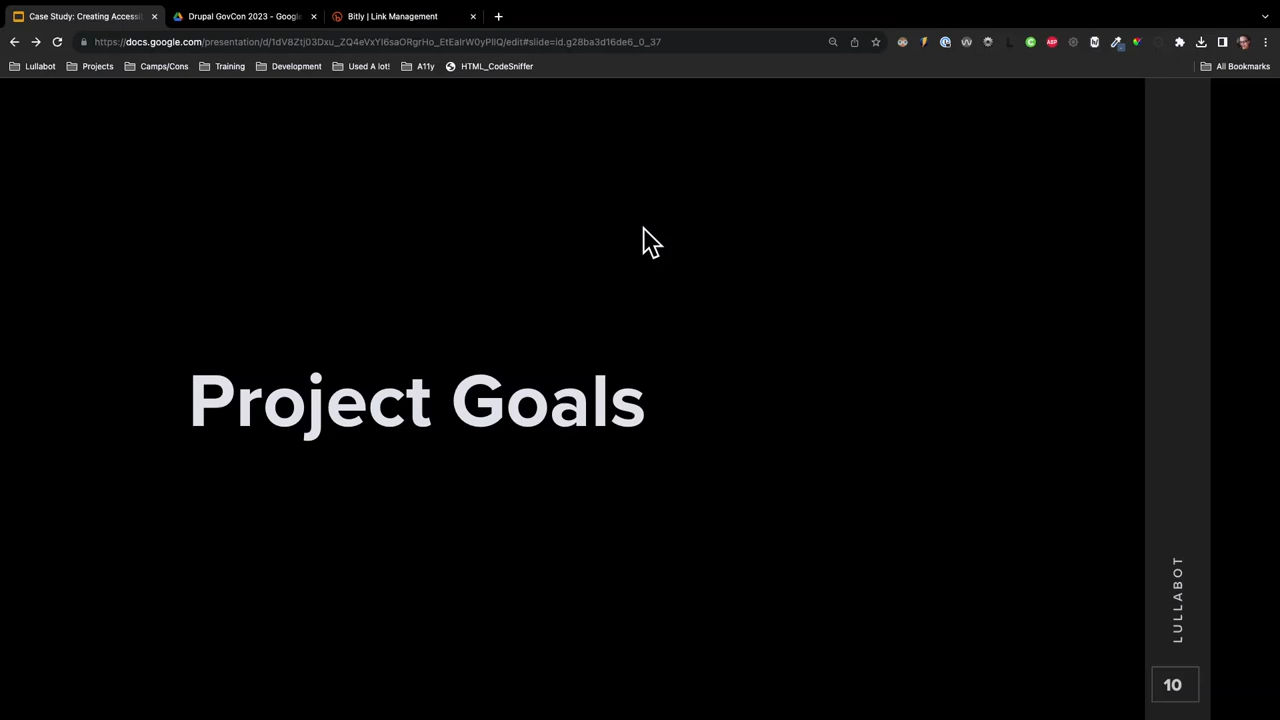 Case Study: Creating Accessi
Drupal GovCon 2023 - Google
Bitly | Link Management
Lullabot
Projects
Camps/Cons
Training
Development
Used A lot!
A11y
HTML_CodeSniffer
All Bookmarks
Project Goals
LULLABOT
10